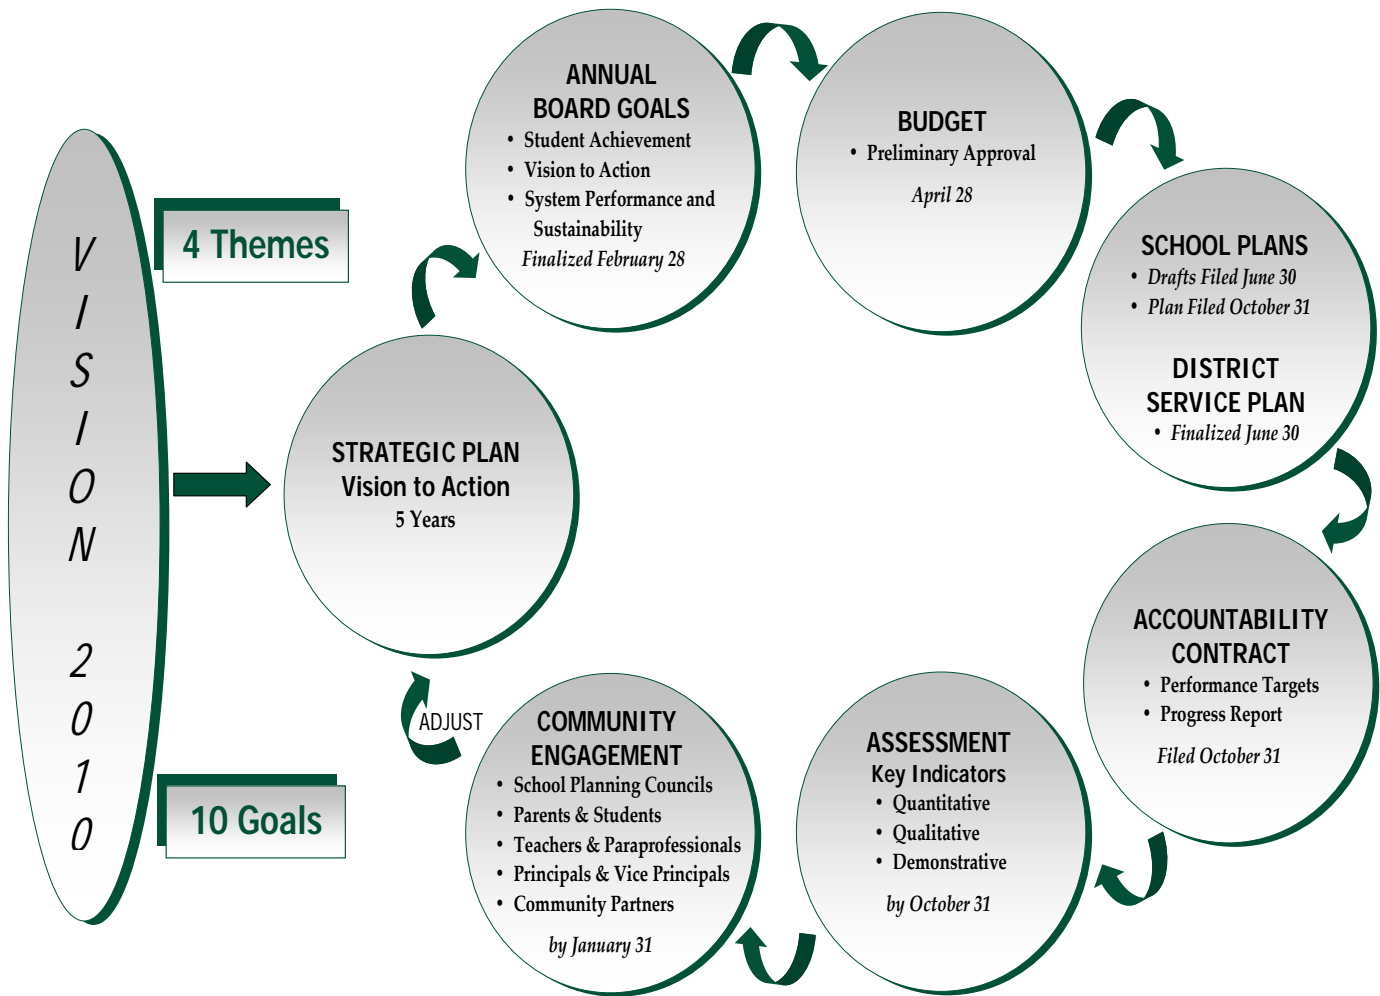 VISION 2010
4 Themes
10 Goals
STRATEGIC PLAN
Vision to Action
5 Years
ANNUAL
BOARD GOALS
• Student Achievement
• Vision to Action
• System Performance and
Sustainability
Finalized February 28
BUDGET
• Preliminary Approval
April 28
SCHOOL PLANS
• Drafts Filed June 30
• Plan Filed October 31
DISTRICT
SERVICE PLAN
• Finalized June 30
ACCOUNTABILITY
CONTRACT
• Performance Targets
• Progress Report
Filed October 31
ASSESSMENT
Key Indicators
• Quantitative
• Qualitative
• Demonstrative
by October 31
COMMUNITY
ENGAGEMENT
• School Planning Councils
• Parents & Students
• Teachers & Paraprofessionals
• Principals & Vice Principals
• Community Partners
by January 31
ADJUST